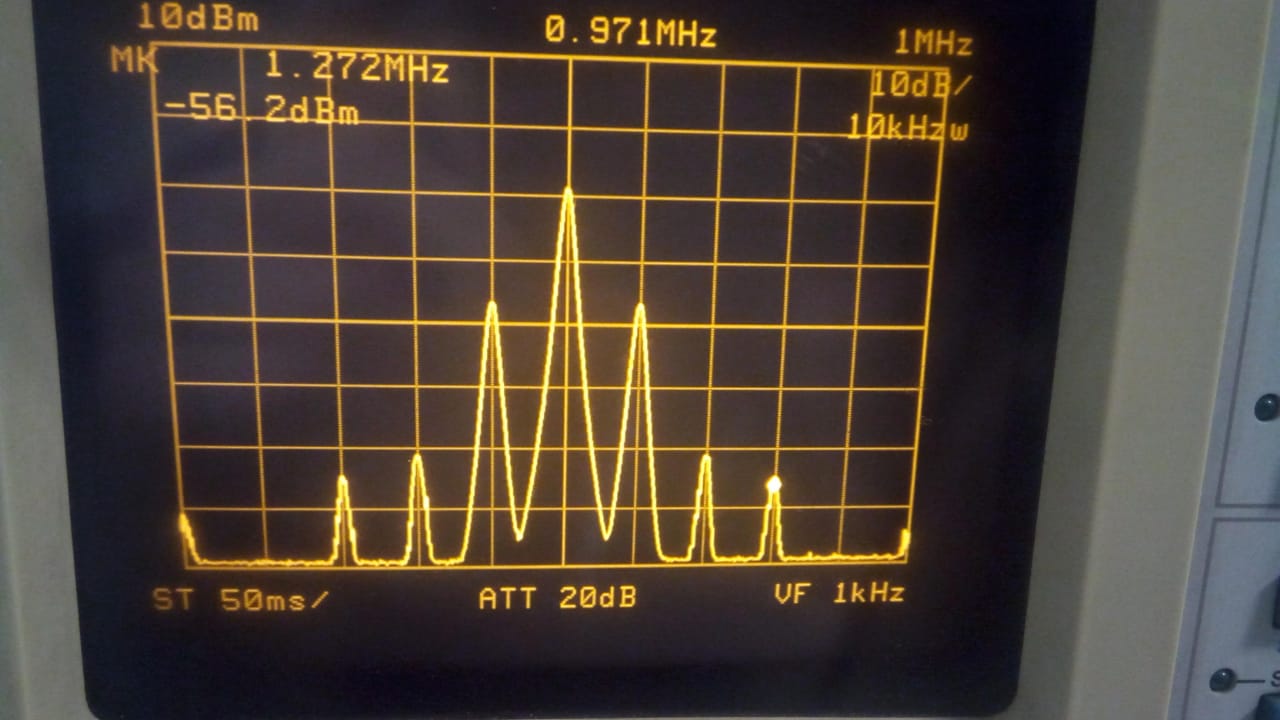 10dBm
0.971MHz
1MHz
MK 1.272MHz
10dB/
-56.2dBm
10kHzw
ST 50ms/
ATT 20dB
VF 1kHz
S